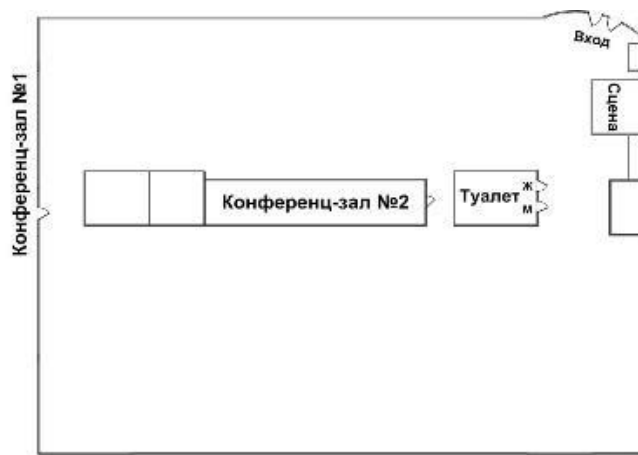 Вход
Сцена
Конференц-зал №1
Конференц-зал №2
Туалет
ж
м